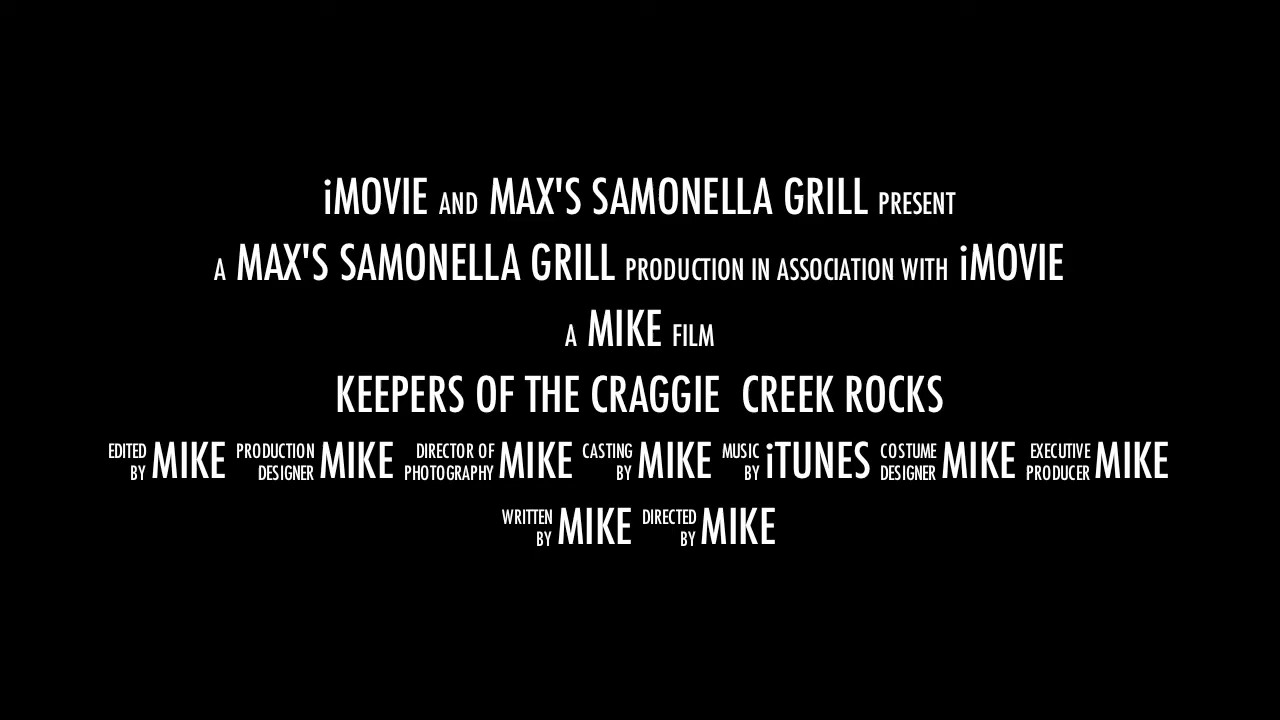 iMOVIE AND MAX'S SAMONELLA GRILL PRESENT
A MAX'S SAMONELLA GRILL PRODUCTION IN ASSOCIATION WITH iMOVIE
A MIKE FILM
KEEPERS OF THE CRAGGIE  CREEK ROCKS
EDITED BY MIKE PRODUCTION DESIGNER MIKE DIRECTOR OF PHOTOGRAPHY MIKE CASTING BY MIKE MUSIC BY iTUNES COSTUME DESIGNER MIKE EXECUTIVE PRODUCER MIKE
WRITTEN BY MIKE DIRECTED BY MIKE